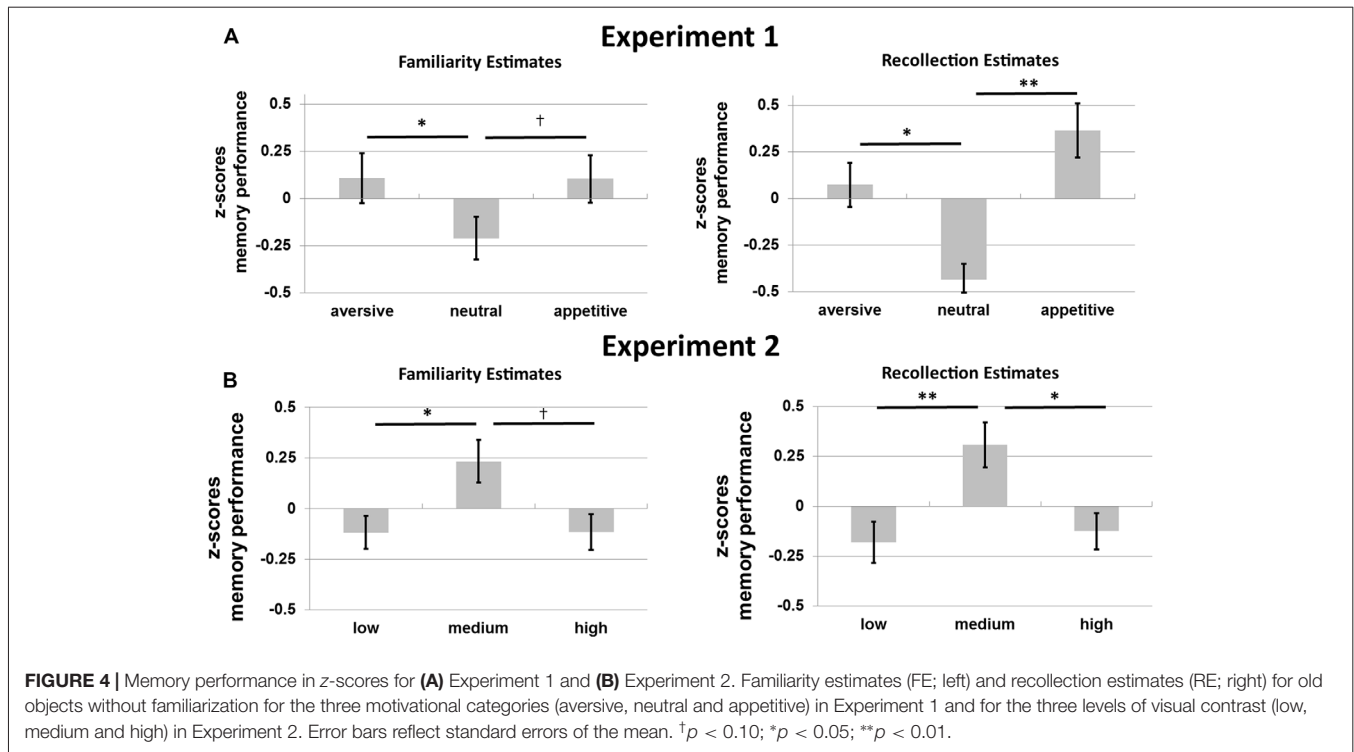 A
Experiment 1
Familiarity Estimates
z-scores
memory performance
0.5
0.25
0
-0.25
-0.5
*
†
aversive neutral appetitive
Recollection Estimates
z-scores
memory performance
0.5
0.25
0
-0.25
-0.5
*
**
aversive neutral appetitive
Experiment 2
B
Familiarity Estimates
z-scores
memory performance
0.5
0.25
0
-0.25
-0.5
*
†
low medium high
Recollection Estimates
z-scores
memory performance
0.5
0.25
0
-0.25
-0.5
**
*
low medium high
FIGURE 4 | Memory performance in z-scores for (A) Experiment 1 and (B) Experiment 2. Familiarity estimates (FE; left) and recollection estimates (RE; right) for old
objects without familiarization for the three motivational categories (aversive, neutral and appetitive) in Experiment 1 and for the three levels of visual contrast (low,
medium and high) in Experiment 2. Error bars reflect standard errors of the mean. †p < 0.10; *p < 0.05; **p < 0.01.